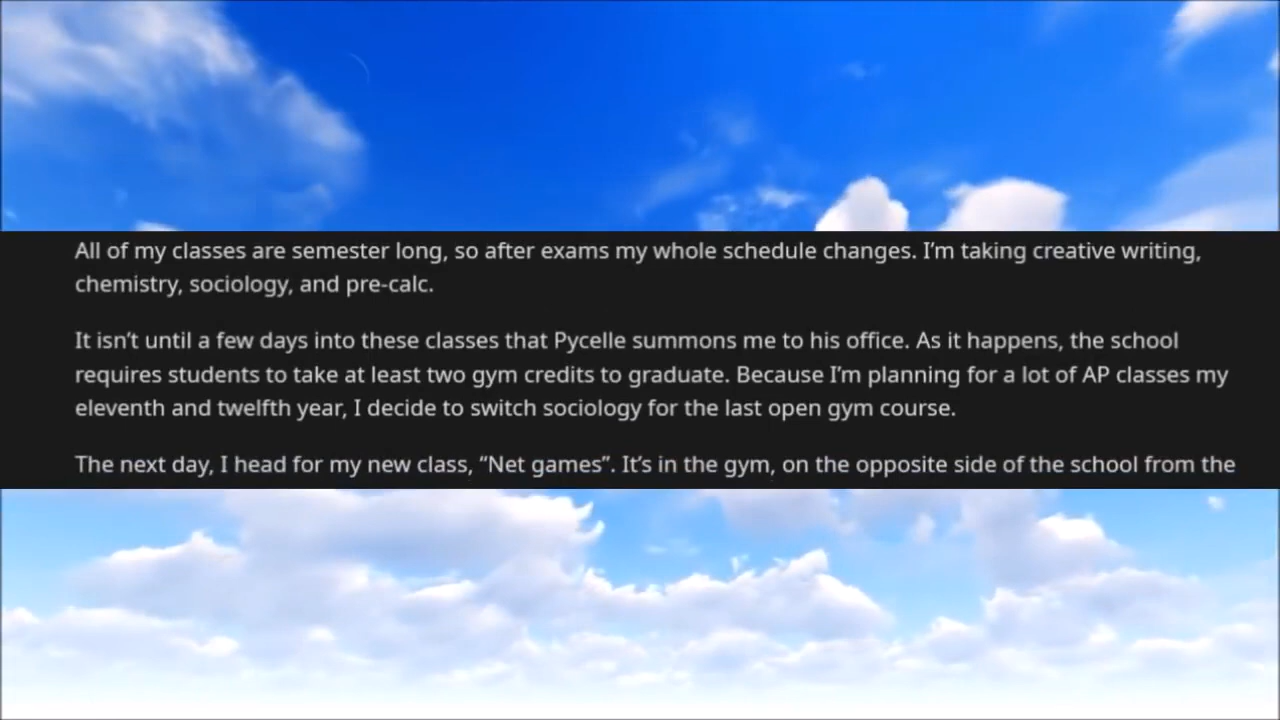 All of my classes are semester long, so after exams my whole schedule changes. I’m taking creative writing,
chemistry, sociology, and pre-calc.
It isn’t until a few days into these classes that Pycelle summons me to his office. As it happens, the school
requires students to take at least two gym credits to graduate. Because I’m planning for a lot of AP classes my
eleventh and twelfth year, I decide to switch sociology for the last open gym course.
The next day, I head for my new class, “Net games”. It’s in the gym, on the opposite side of the school from the